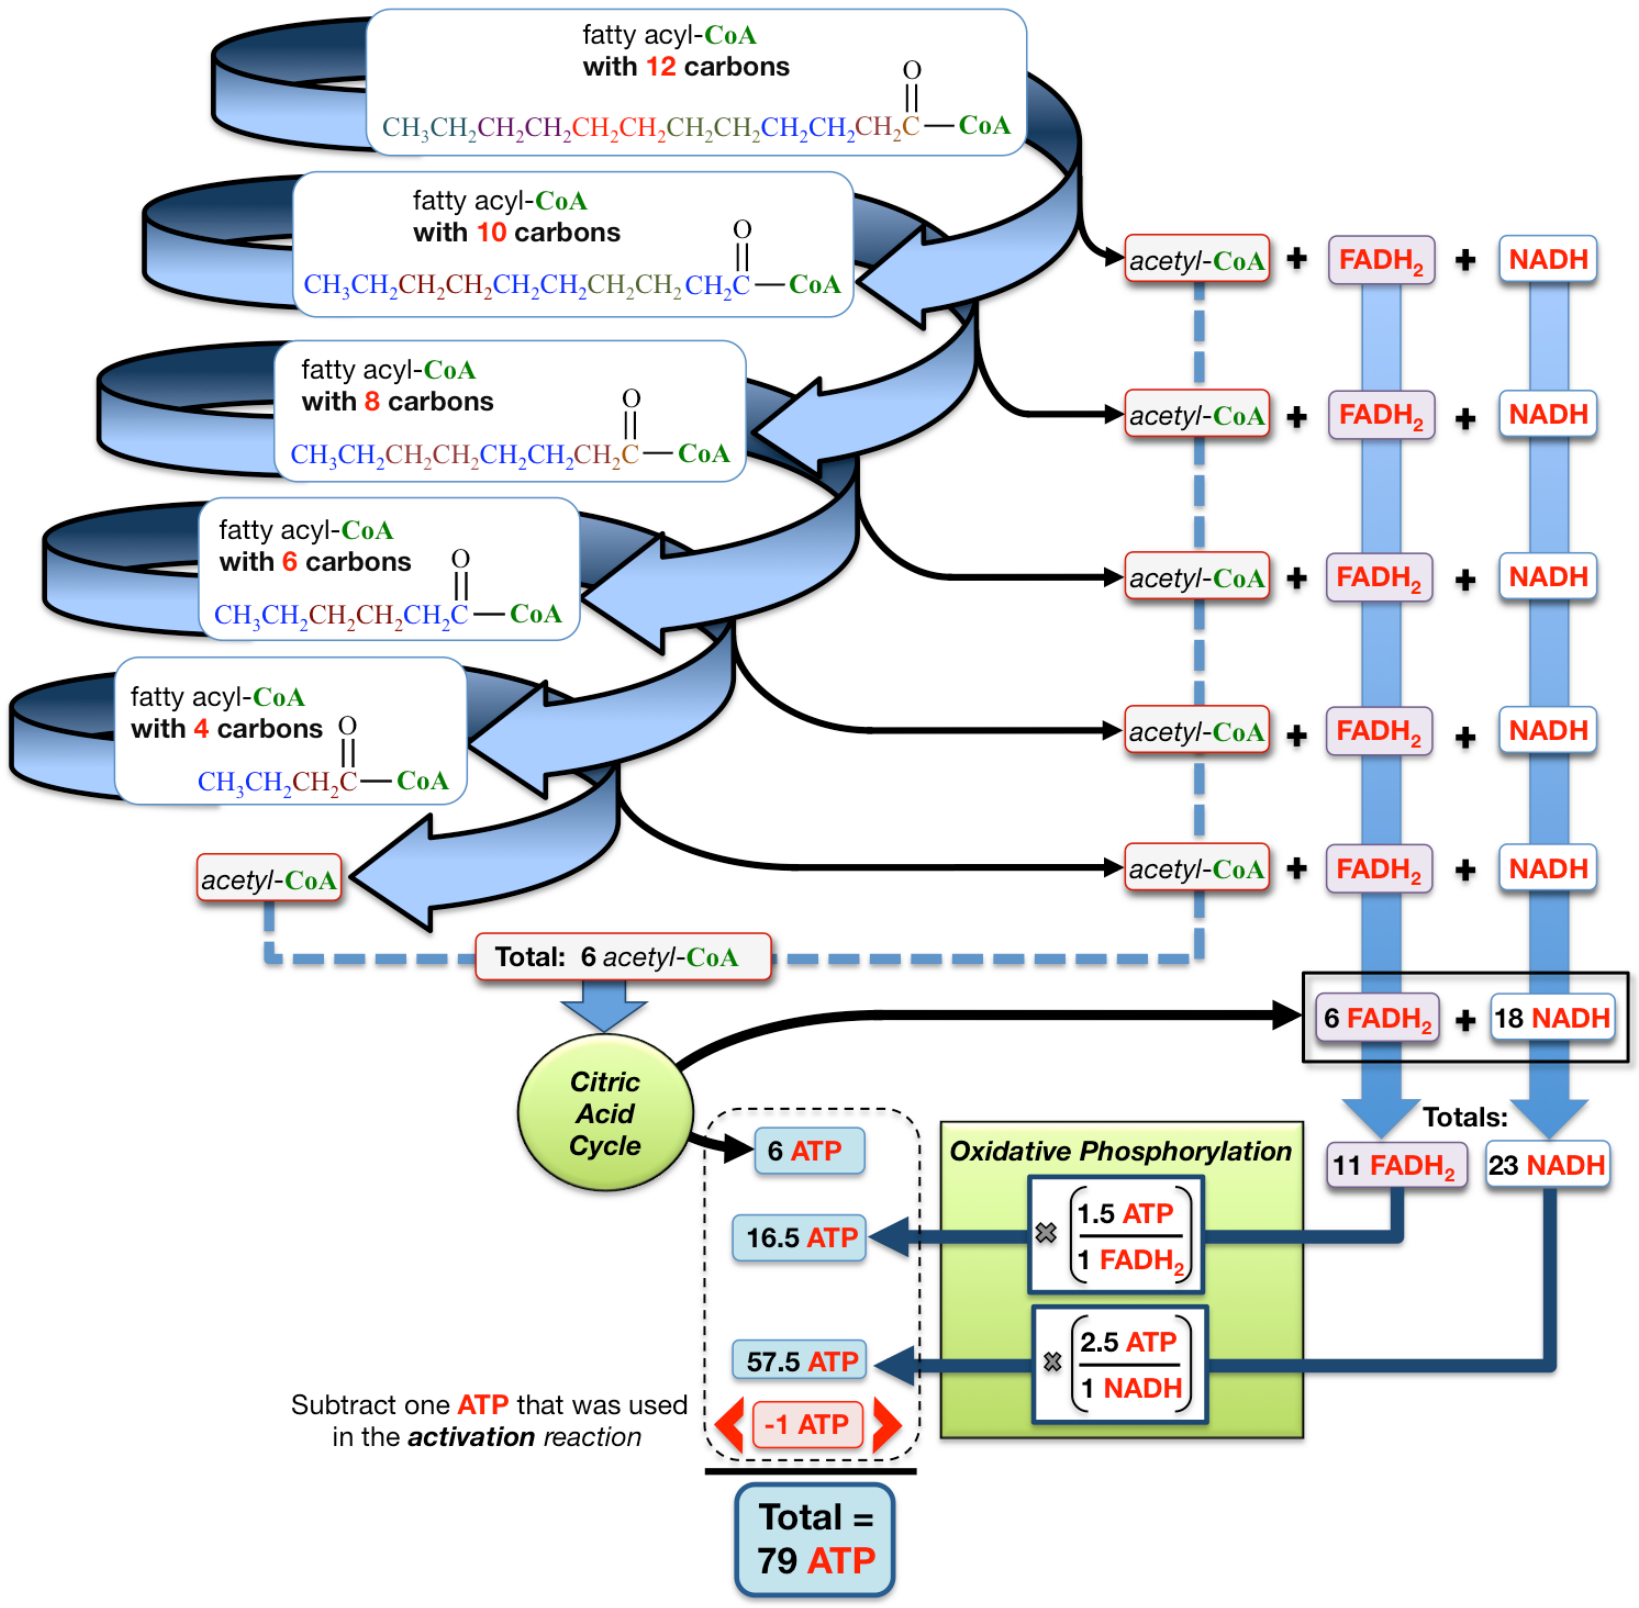 fatty acyl-CoA
with 12 carbons
O
CH₃CH₂CH₂CH₂CH₂CH₂CH₂CH₂CH₂CH₂CH₂C—CoA
fatty acyl-CoA
with 10 carbons
O
CH₃CH₂CH₂CH₂CH₂CH₂CH₂CH₂CH₂C—CoA
acetyl-CoA + FADH₂ + NADH
fatty acyl-CoA
with 8 carbons
O
CH₃CH₂CH₂CH₂CH₂CH₂CH₂C—CoA
acetyl-CoA + FADH₂ + NADH
fatty acyl-CoA
with 6 carbons
O
CH₃CH₂CH₂CH₂CH₂C—CoA
acetyl-CoA + FADH₂ + NADH
fatty acyl-CoA
with 4 carbons
O
CH₃CH₂CH₂C—CoA
acetyl-CoA + FADH₂ + NADH
acetyl-CoA
acetyl-CoA + FADH₂ + NADH
Total: 6 acetyl-CoA
6 FADH₂ + 18 NADH
Citric
Acid
Cycle
Totals:
11 FADH₂ 23 NADH
Oxidative Phosphorylation
6 ATP
16.5 ATP
× (1.5 ATP
1 FADH₂)
57.5 ATP
× (2.5 ATP
1 NADH)
Subtract one ATP that was used
in the activation reaction
-1 ATP
Total =
79 ATP